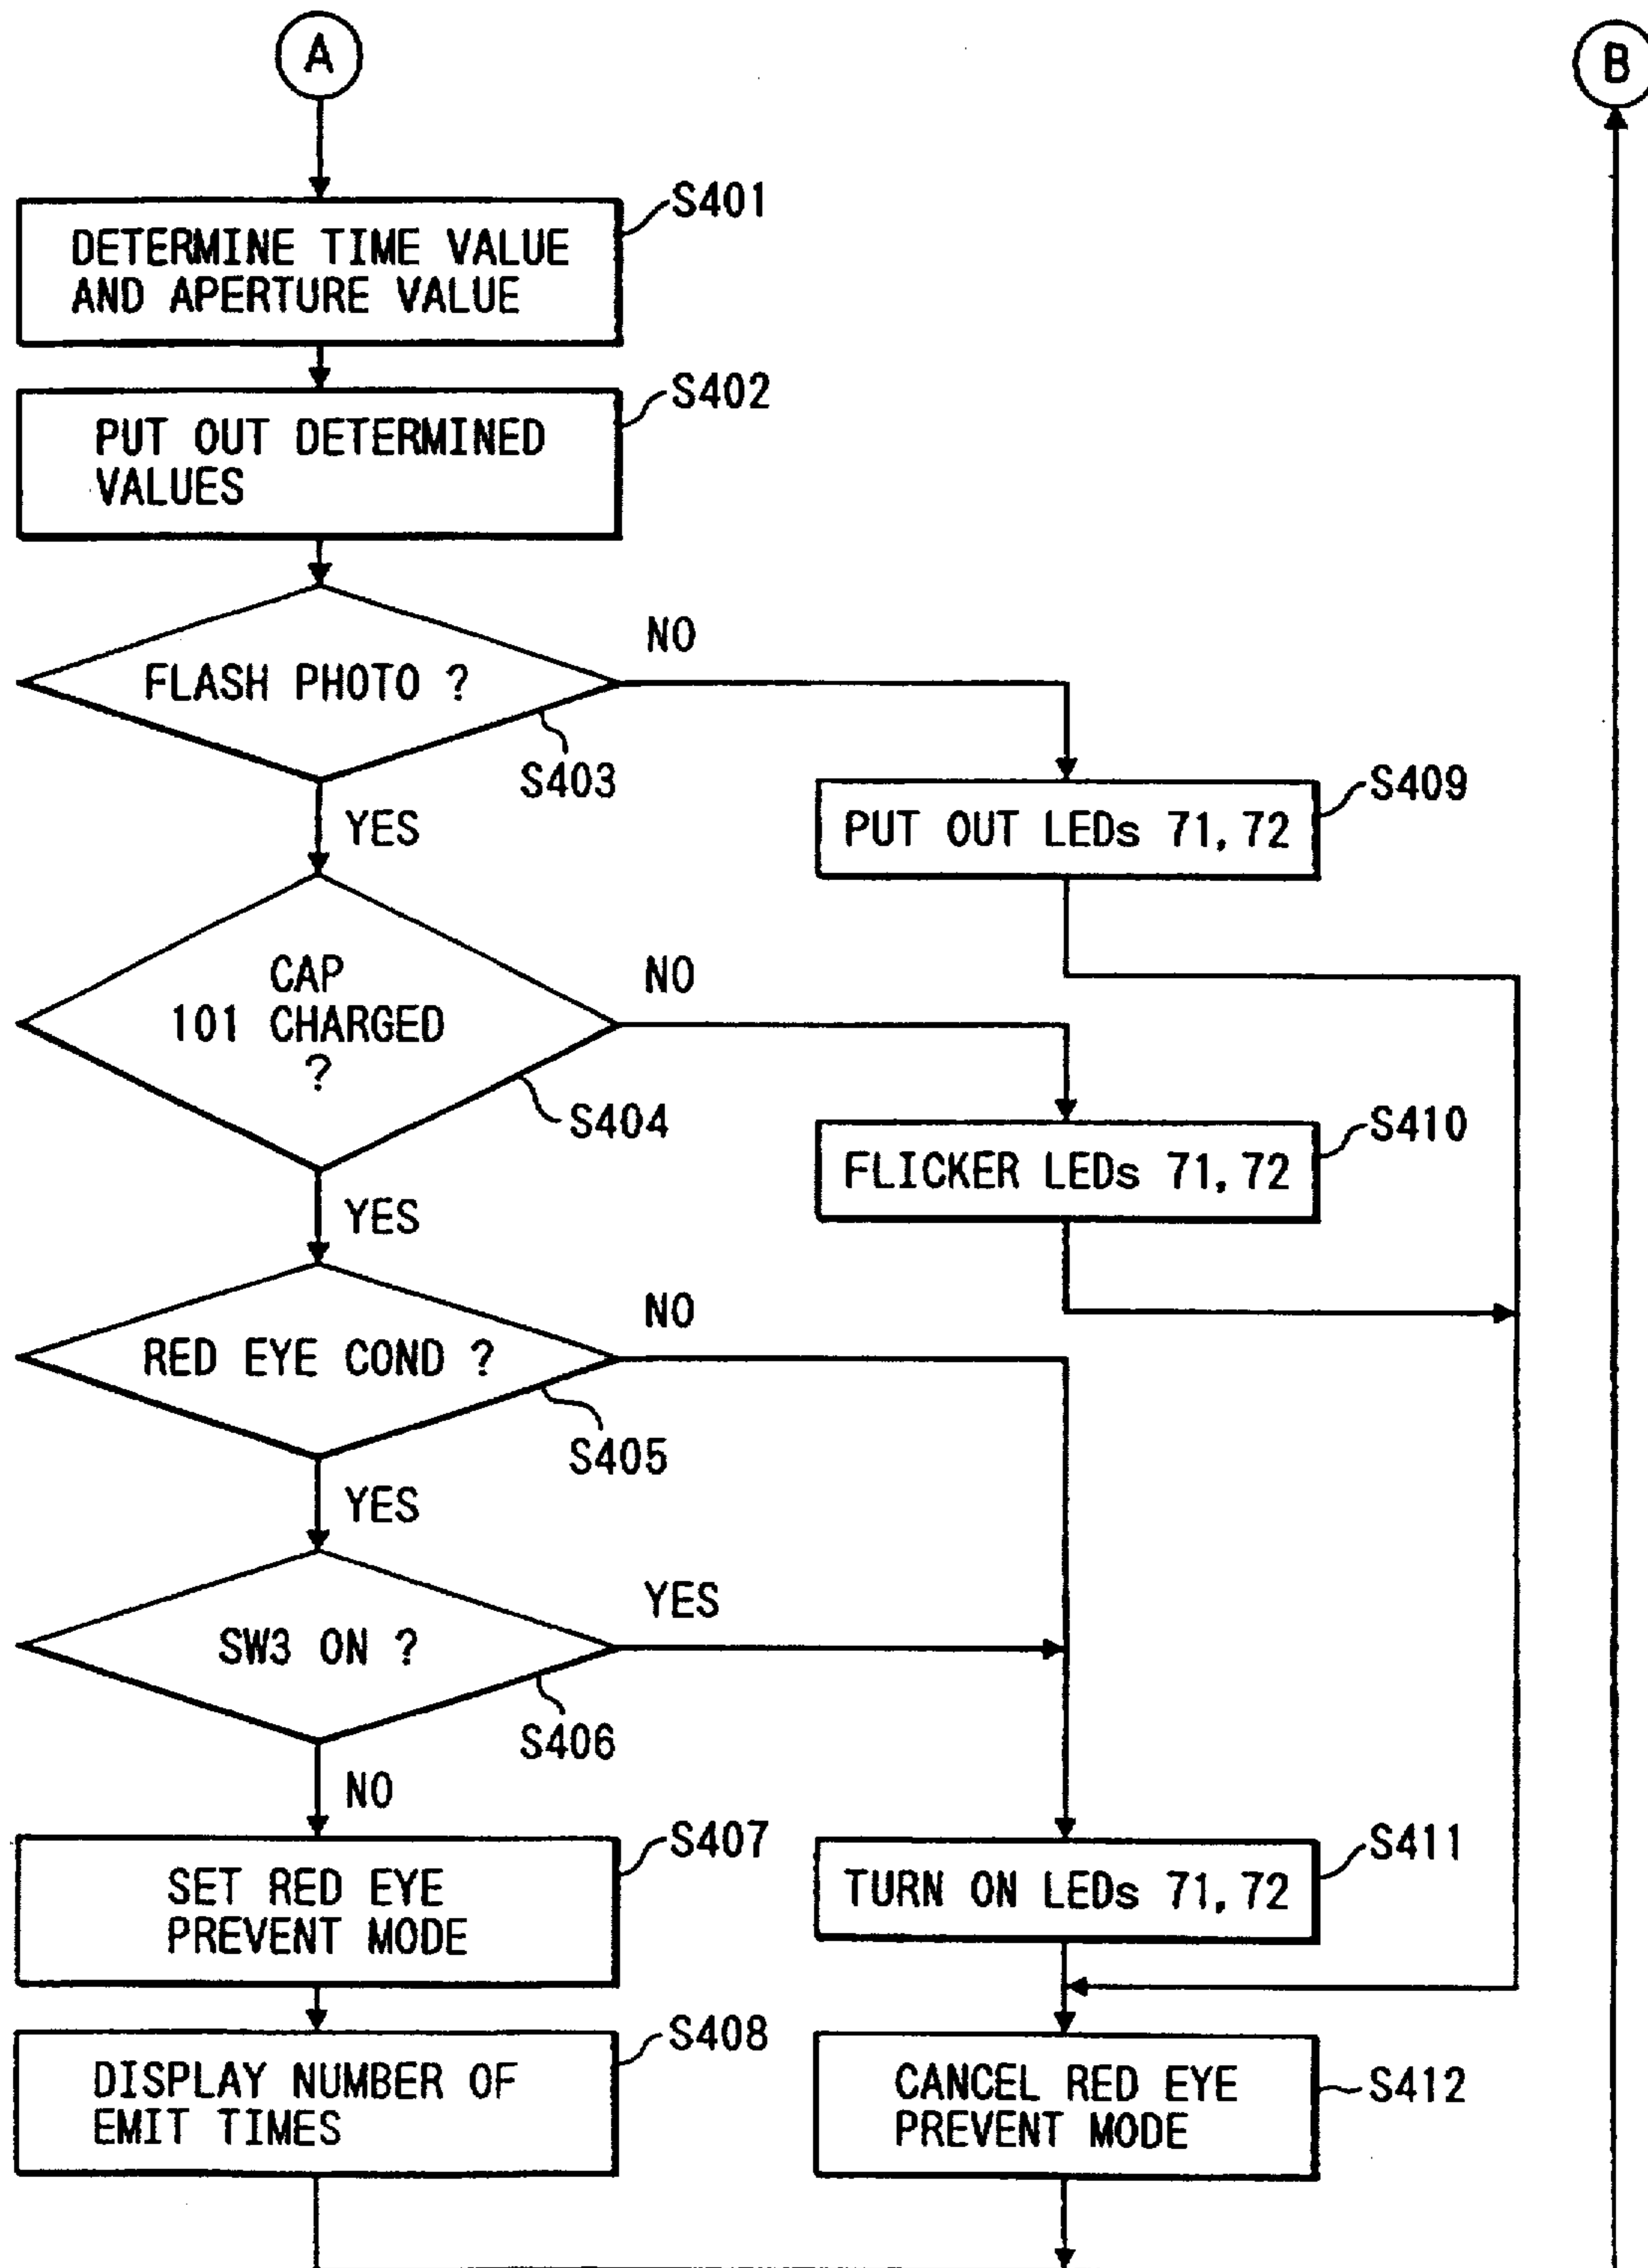 A
B
S401
DETERMINE TIME VALUE
AND APERTURE VALUE
S402
PUT OUT DETERMINED
VALUES
FLASH PHOTO ?
NO
S403
YES
S409
PUT OUT LEDs 71, 72
CAP
101 CHARGED
?
NO
S404
YES
S410
FLICKER LEDs 71, 72
RED EYE COND ?
NO
S405
YES
SW3 ON ?
YES
S406
NO
S407
SET RED EYE
PREVENT MODE
S411
TURN ON LEDs 71, 72
S408
DISPLAY NUMBER OF
EMIT TIMES
S412
CANCEL RED EYE
PREVENT MODE